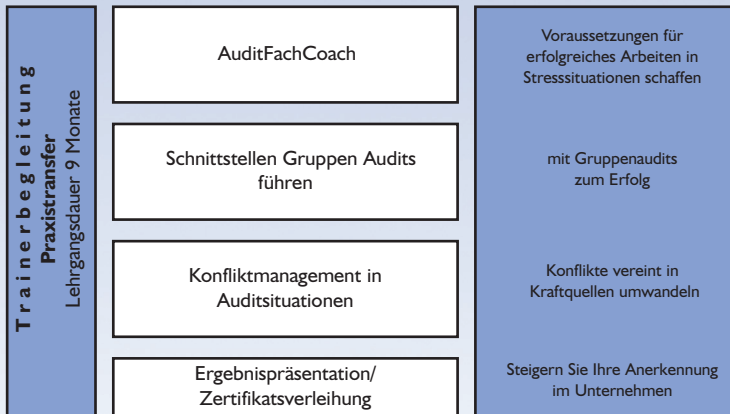 Trainerbegleitung
Praxistransfer
Lehrgangsdauer 9 Monate
AuditFachCoach
Voraussetzungen für
erfolgreiches Arbeiten in
Stresssituationen schaffen
Schnittstellen Gruppen Audits
führen
mit Gruppenaudits
zum Erfolg
Konfliktmanagement in
Auditsituationen
Konflikte vereint in
Kraftquellen umwandeln
Ergebnispräsentation/
Zertifikatsverleihung
Steigern Sie Ihre Anerkennung
im Unternehmen